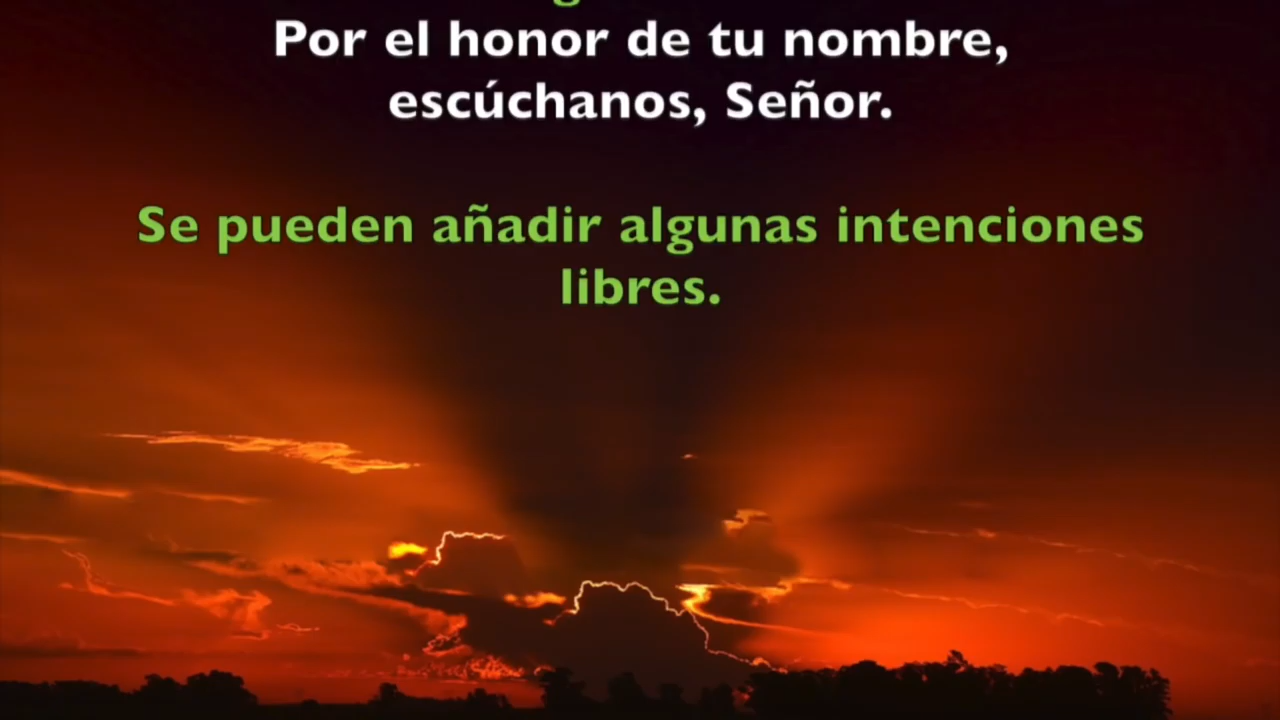 Por el honor de tu nombre,
escúchanos, Señor.
Se pueden añadir algunas intenciones
libres.